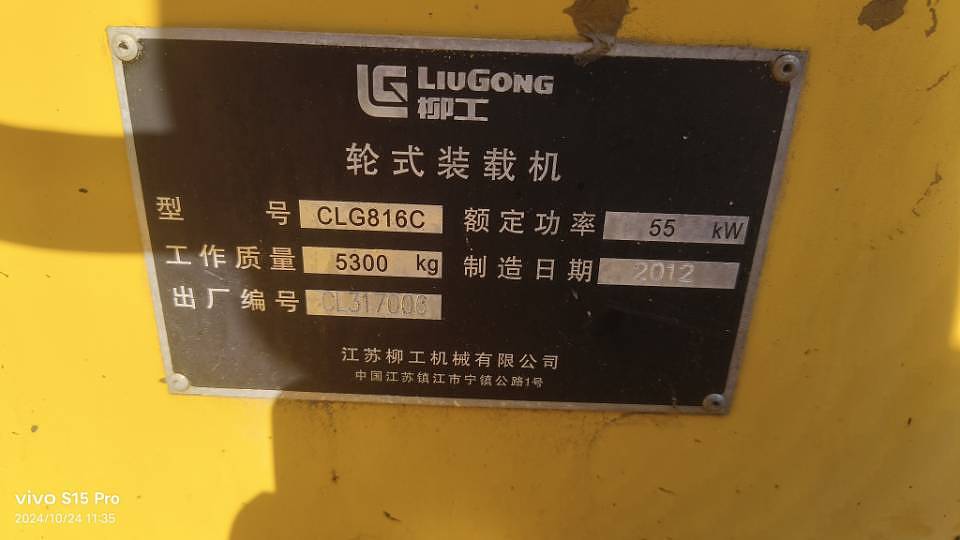 LIUGONG
柳工
轮式装载机
型 号 CLG816C 额定功率 55 kW
工作质量 5300 kg 制造日期 2012
出厂编号 CL317006
江苏柳工机械有限公司
中国江苏镇江市宁镇公路1号
vivo S15 Pro
2024/10/24 11:35